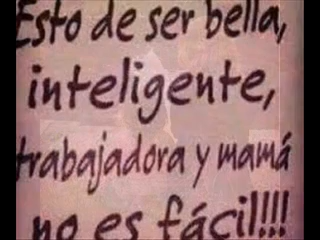 Esto de ser bella,
inteligente,
trabajadora y mamá
no es fácil!!!